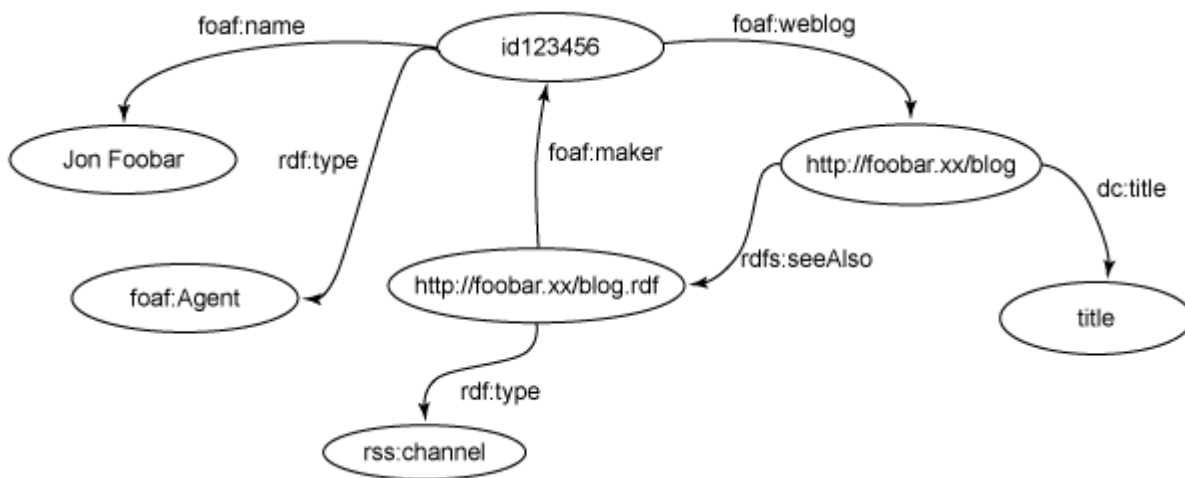 foaf:name
id123456
foaf:weblog
Jon Foobar
rdf:type
foaf:maker
http://foobar.xx/blog
dc:title
rdfs:seeAlso
foaf:Agent
http://foobar.xx/blog.rdf
title
rdf:type
rss:channel